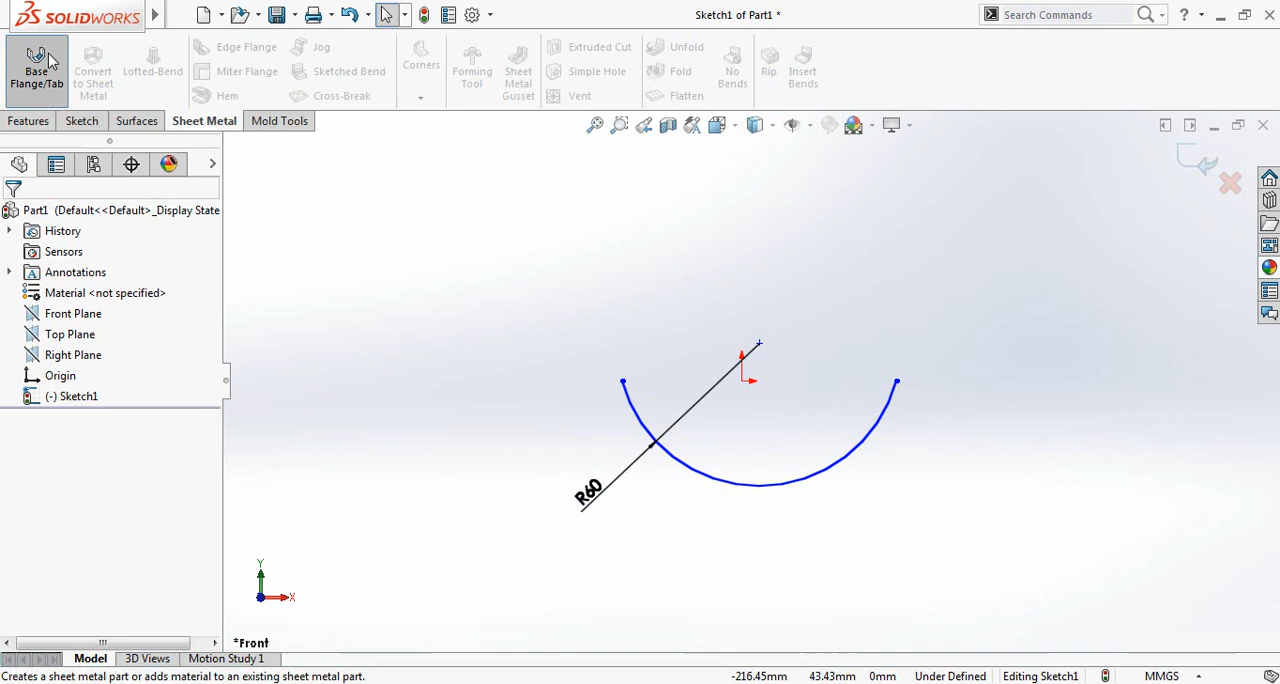 SOLIDWORKS
Sketch1 of Part1 *
Search Commands
?
Base
Flange/Tab
Convert
to Sheet
Metal
Lofted-Bend
Edge Flange
Miter Flange
Hem
Jog
Sketched Bend
Cross-Break
Corners
Forming
Tool
Sheet
Metal
Gusset
Extruded Cut
Simple Hole
Vent
Unfold
Fold
Flatten
No
Bends
Rip
Insert
Bends
Features
Sketch
Surfaces
Sheet Metal
Mold Tools
Part1 (Default<<Default>_Display State
History
Sensors
Annotations
Material <not specified>
Front Plane
Top Plane
Right Plane
Origin
(-) Sketch1
R60
Y
X
*Front
Model
3D Views
Motion Study 1
Creates a sheet metal part or adds material to an existing sheet metal part.
-216.45mm
43.43mm
0mm
Under Defined
Editing Sketch1
MMGS